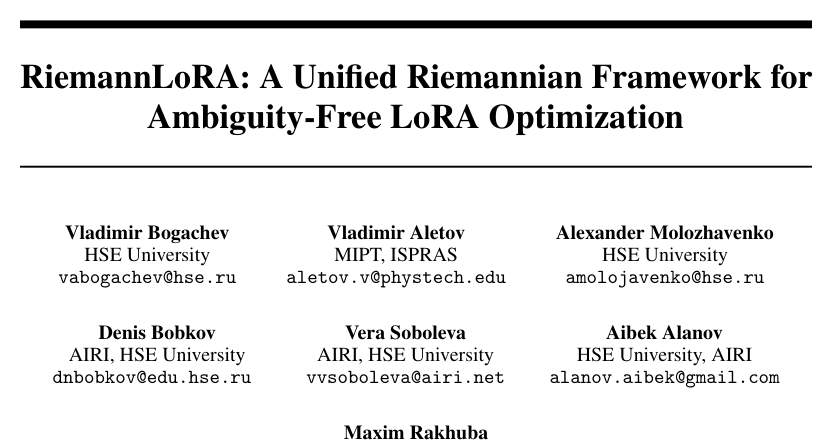 RiemannLoRA: A Unified Riemannian Framework for
Ambiguity-Free LoRA Optimization
Vladimir Bogachev
HSE University
vabogachev@hse.ru
Vladimir Aletov
MIPT, ISPRAS
aletov.v@phystech.edu
Alexander Molozhavenko
HSE University
amolojavenko@hse.ru
Denis Bobkov
AIRI, HSE University
dnbobkov@edu.hse.ru
Vera Soboleva
AIRI, HSE University
vvsoboleva@airi.net
Aibek Alanov
HSE University, AIRI
alanov.aibek@gmail.com
Maxim Rakhuba